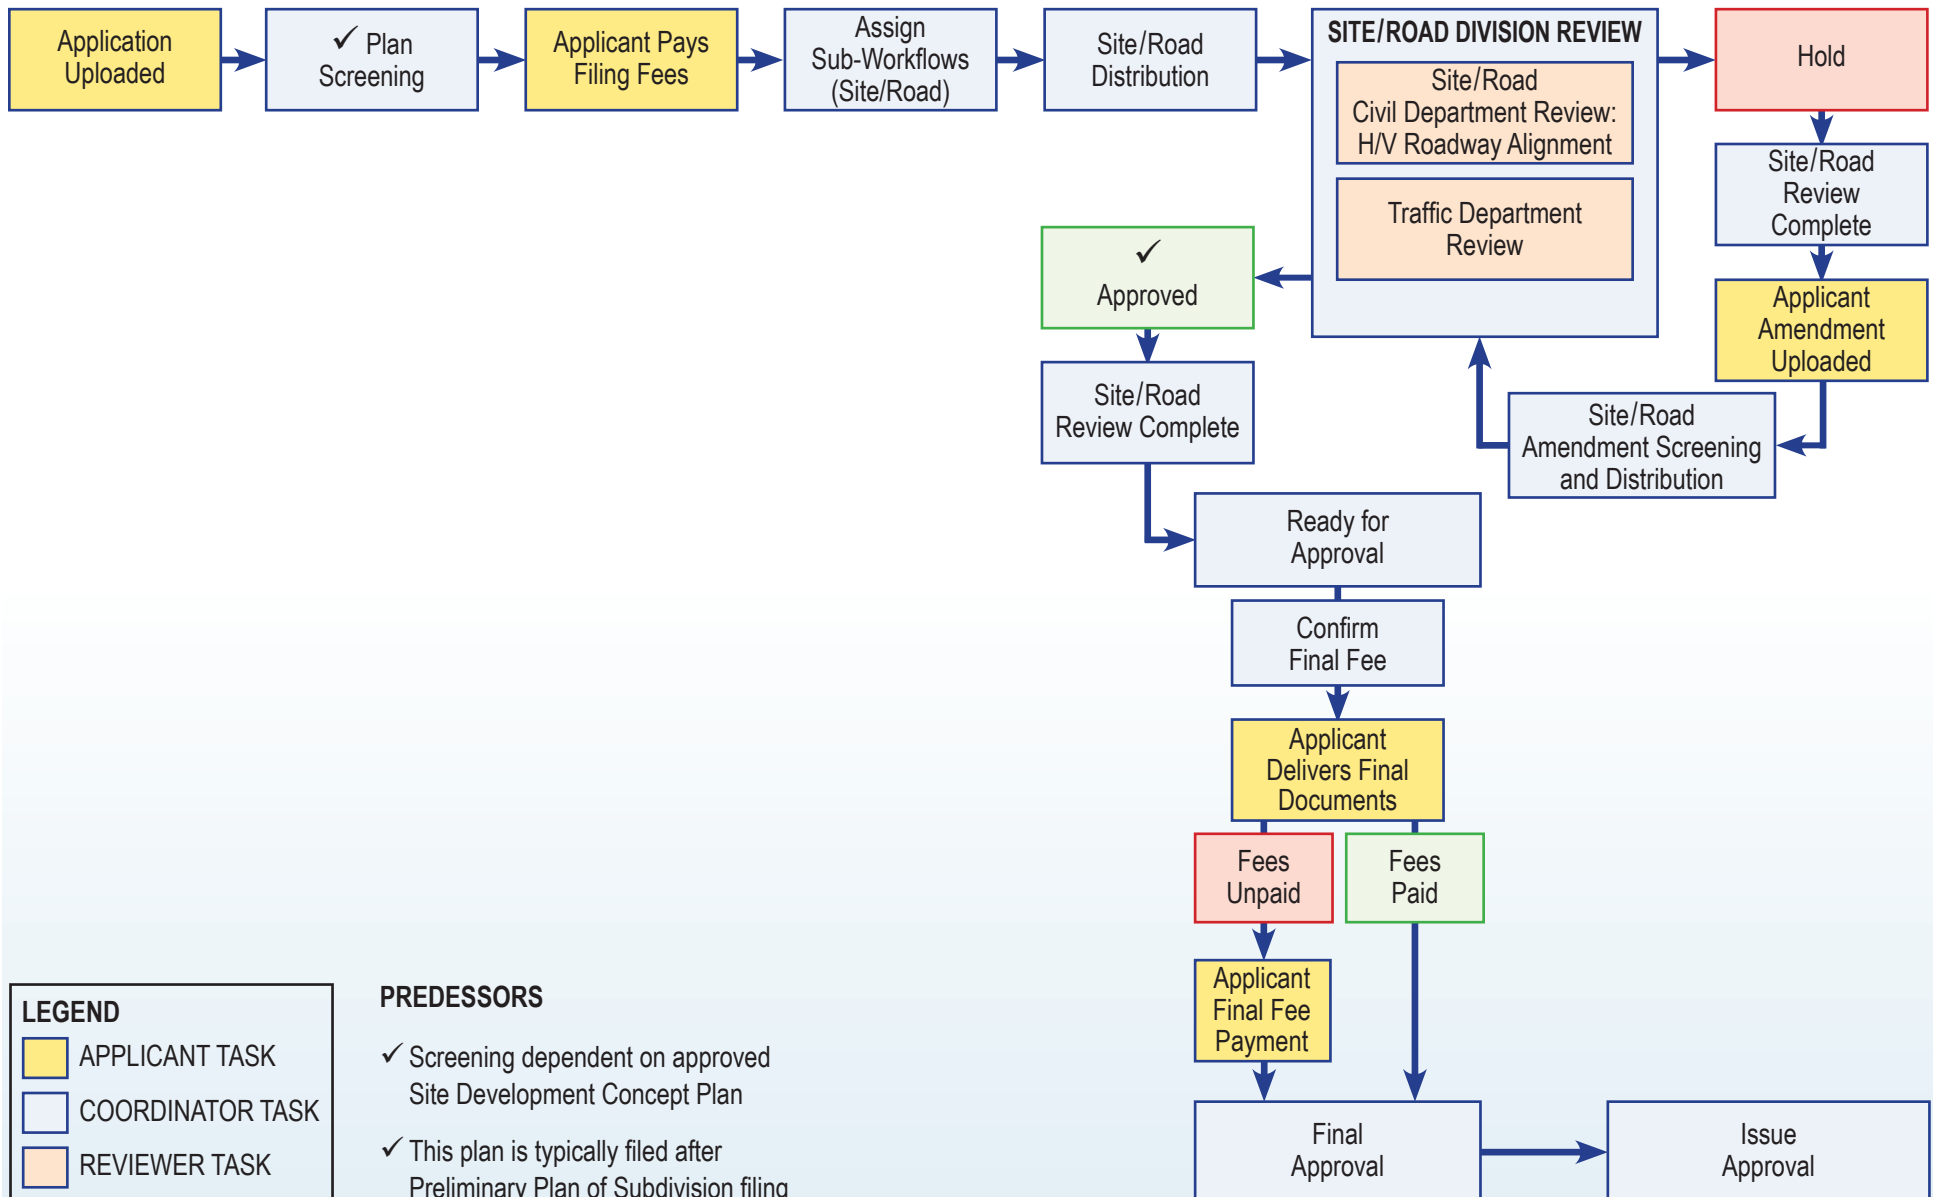 Application
Uploaded
✓ Plan
Screening
Applicant Pays
Filing Fees
Assign
Sub-Workflows
(Site/Road)
Site/Road
Distribution
SITE/ROAD DIVISION REVIEW
Site/Road
Civil Department Review:
H/V Roadway Alignment
Traffic Department
Review
Hold
Site/Road
Review
Complete
Applicant
Amendment
Uploaded
Site/Road
Amendment Screening
and Distribution
✓
Approved
Site/Road
Review Complete
Ready for
Approval
Confirm
Final Fee
Applicant
Delivers Final
Documents
Fees
Unpaid
Fees
Paid
Applicant
Final Fee
Payment
Final
Approval
Issue
Approval
LEGEND
APPLICANT TASK
COORDINATOR TASK
REVIEWER TASK
PREDESSORS
✓ Screening dependent on approved
Site Development Concept Plan
✓ This plan is typically filed after
Preliminary Plan of Subdivision filing